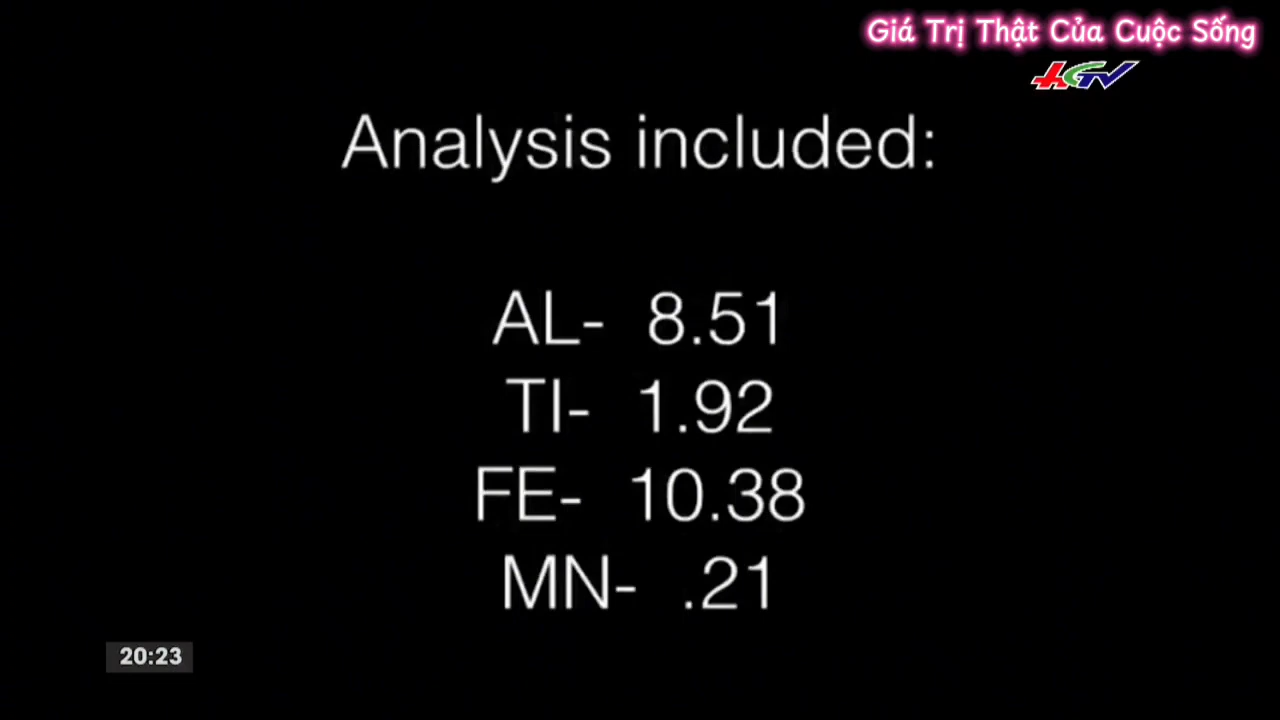 Giá Trị Thật Của Cuộc Sống
HGTV
Analysis included:
AL- 8.51
TI- 1.92
FE- 10.38
MN- .21
20:23